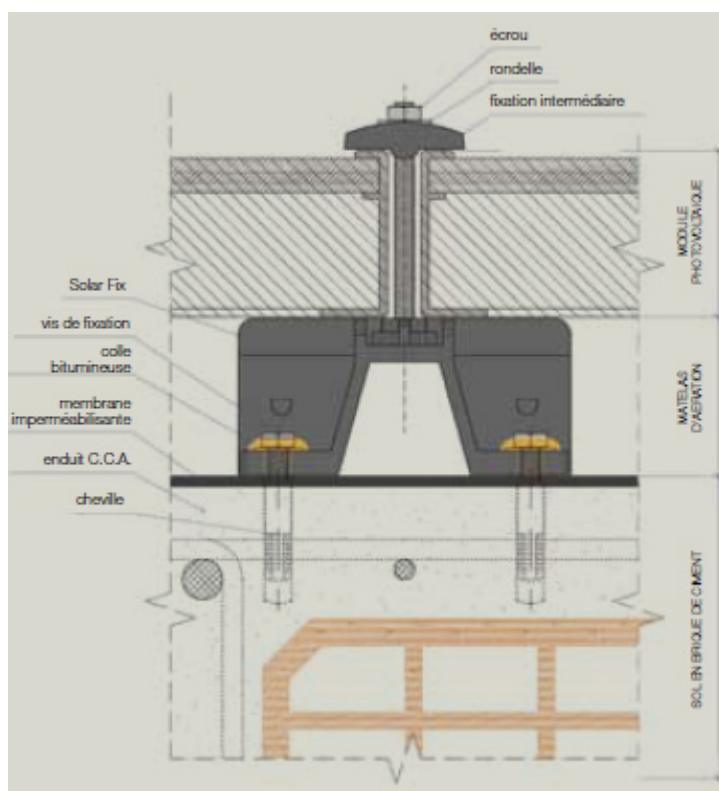 écrou
rondelle
fixation intermédiaire
Solar Fix
vis de fixation
colle
bitumineuse
membrane
imperméabilisante
enduit C.C.A.
cheville
MODULE
PHOTOVOLTAIQUE
MATELAS
D'AERATION
SOL EN BRIQUE DE CIMENT